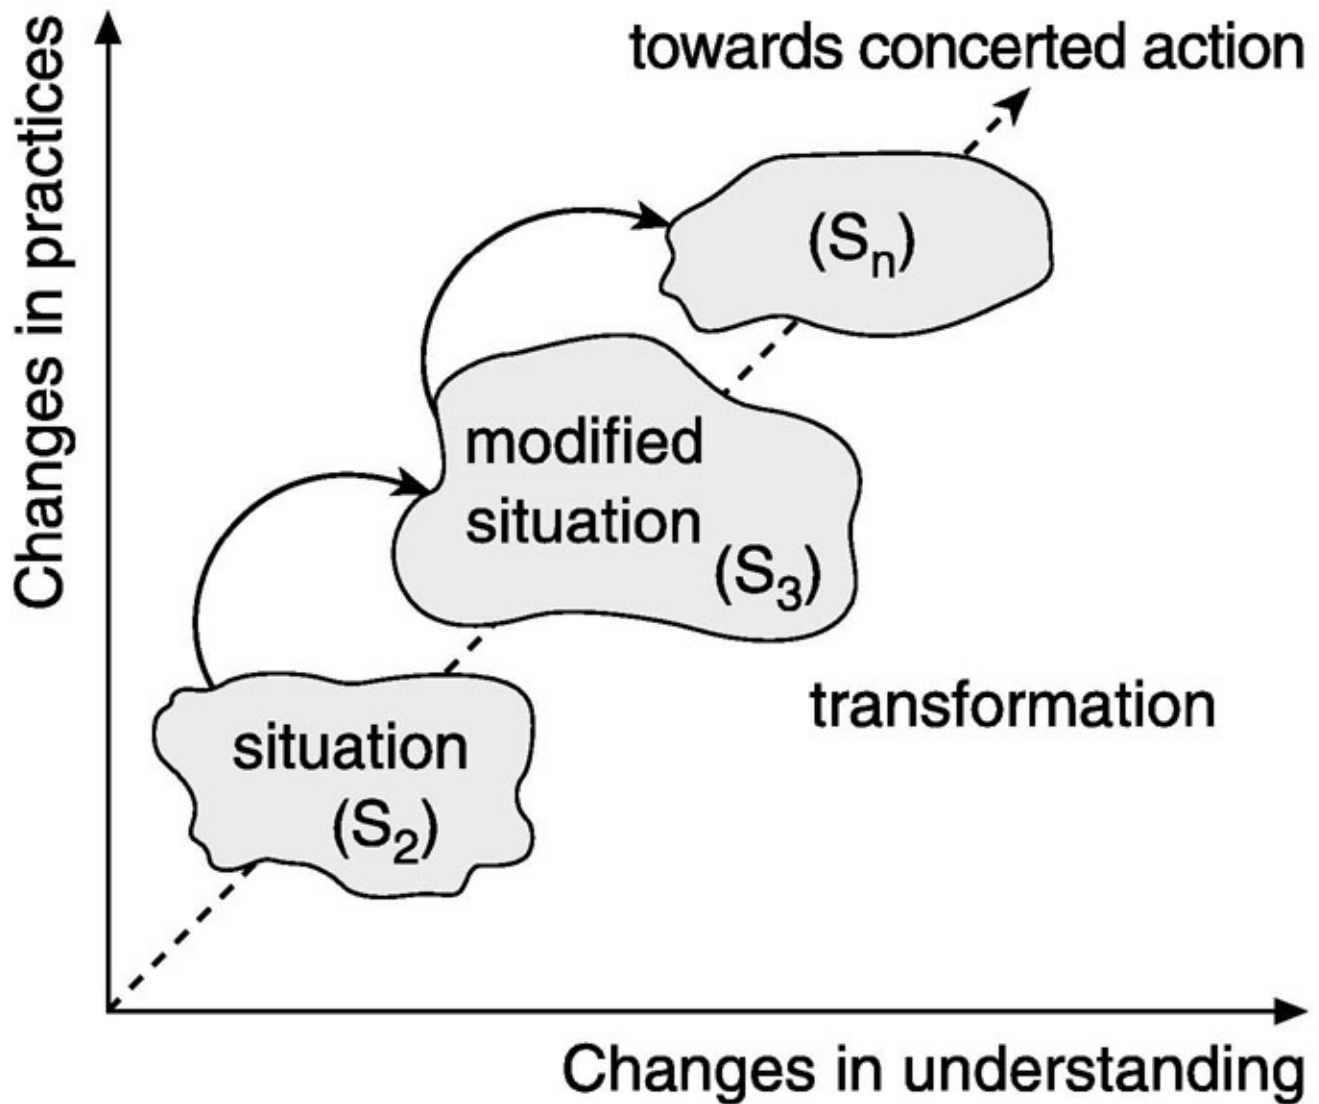 Changes in practices
towards concerted action
(Sₙ)
modified
situation
(S₃)
transformation
situation
(S₂)
Changes in understanding